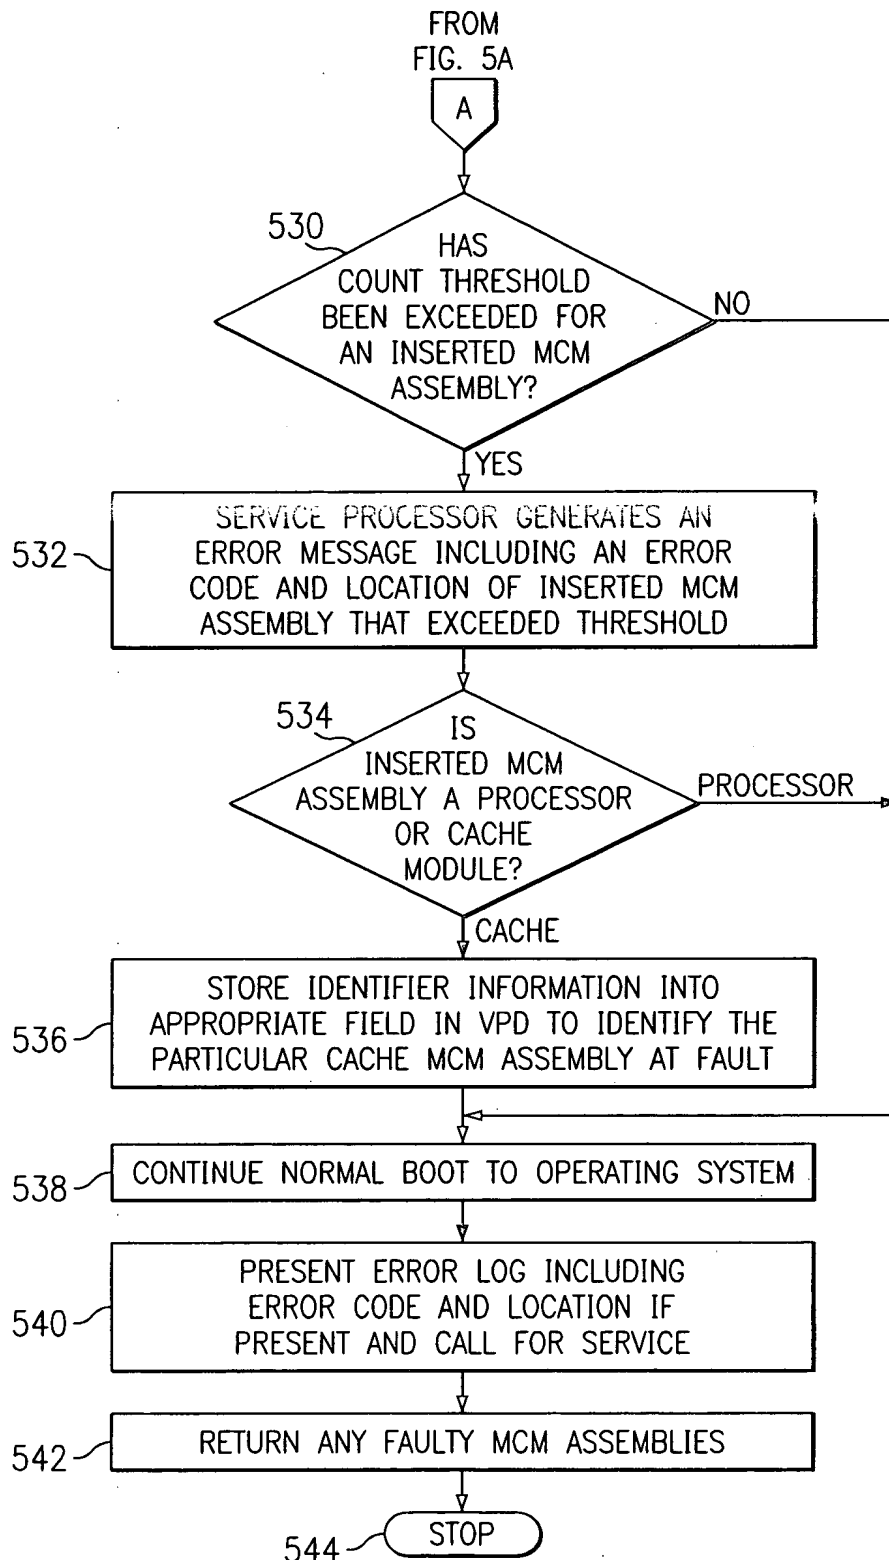 FROM
FIG. 5A
A
530
HAS
COUNT THRESHOLD
BEEN EXCEEDED FOR
AN INSERTED MCM
ASSEMBLY?
NO
YES
532
SERVICE PROCESSOR GENERATES AN
ERROR MESSAGE INCLUDING AN ERROR
CODE AND LOCATION OF INSERTED MCM
ASSEMBLY THAT EXCEEDED THRESHOLD
534
IS
INSERTED MCM
ASSEMBLY A PROCESSOR
OR CACHE
MODULE?
PROCESSOR
CACHE
536
STORE IDENTIFIER INFORMATION INTO
APPROPRIATE FIELD IN VPD TO IDENTIFY THE
PARTICULAR CACHE MCM ASSEMBLY AT FAULT
538
CONTINUE NORMAL BOOT TO OPERATING SYSTEM
540
PRESENT ERROR LOG INCLUDING
ERROR CODE AND LOCATION IF
PRESENT AND CALL FOR SERVICE
542
RETURN ANY FAULTY MCM ASSEMBLIES
544
STOP